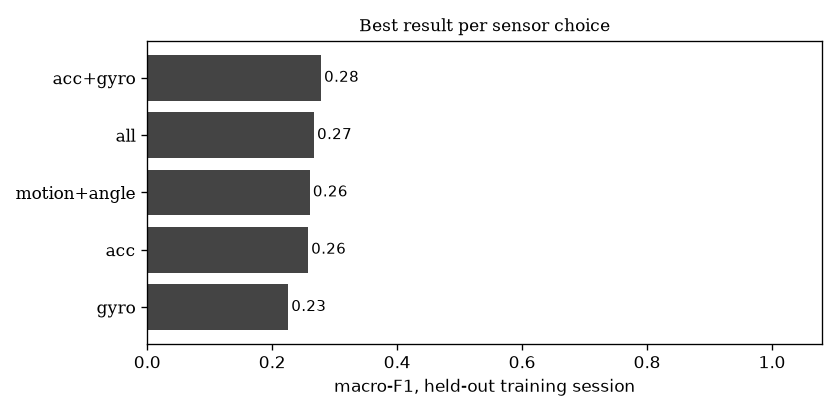 Best result per sensor choice
acc+gyro 0.28
all 0.27
motion+angle 0.26
acc 0.26
gyro 0.23
0.0 0.2 0.4 0.6 0.8 1.0
macro-F1, held-out training session